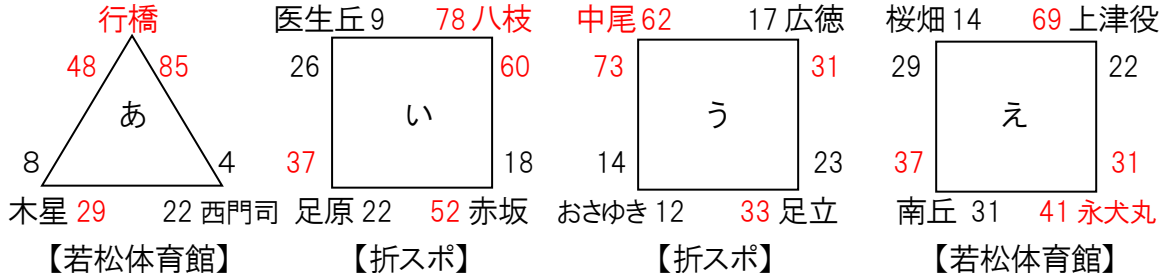 行橋 医生丘 9 78 八枝 中尾 62 17 広徳 桜畑 14 69 上津役
48 85 26 60 73 31 29 22
あ い う え
8 4 37 18 14 23 37 31
木星 29 22 西門司 足原 22 52 赤坂 おさゆき 12 33 足立 南丘 31 41 永犬丸
【若松体育館】 【折スポ】 【折スポ】 【若松体育館】